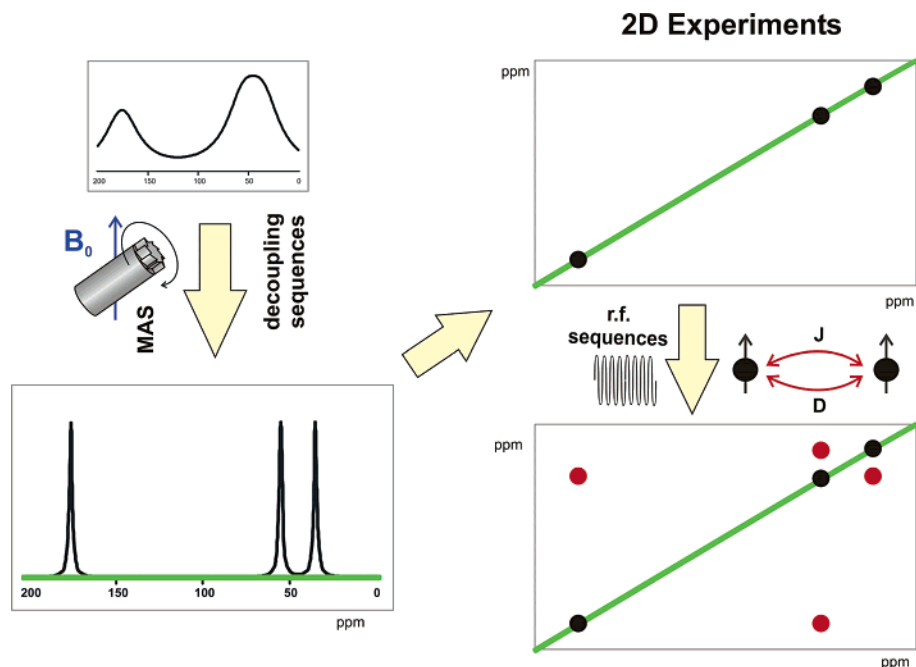 2D Experiments
200 150 100 50 0
B0
MAS
decoupling
sequences
200 150 100 50 0
ppm
ppm
ppm
r.f.
sequences
J
D
ppm
ppm